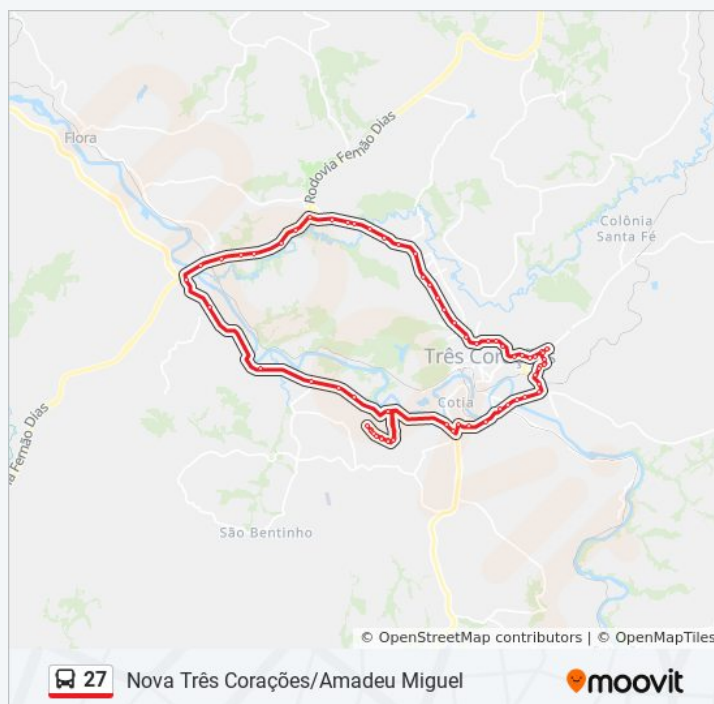 Flora
Rodovia Fernão Dias
Colônia
Santa Fé
Três Cor
s
Cotia
a Fernão Dias
São Bentinho
© OpenStreetMap contributors | © OpenMapTiles
27 Nova Três Corações/Amadeu Miguel
moovit